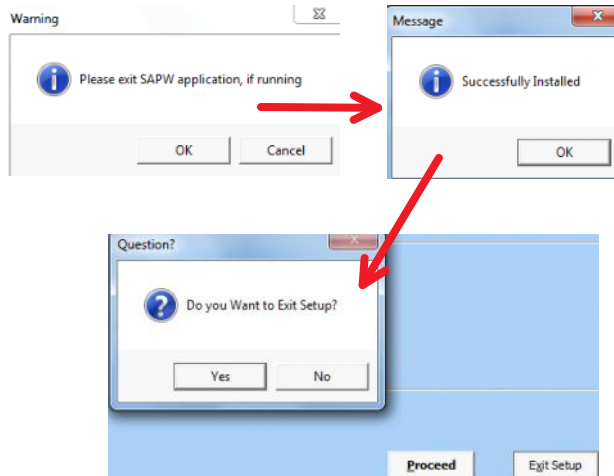 Warning
Please exit SAPW application, if running
OK
Cancel
Message
Successfully Installed
OK
Question?
Do you Want to Exit Setup?
Yes
No
Proceed
Exit Setup